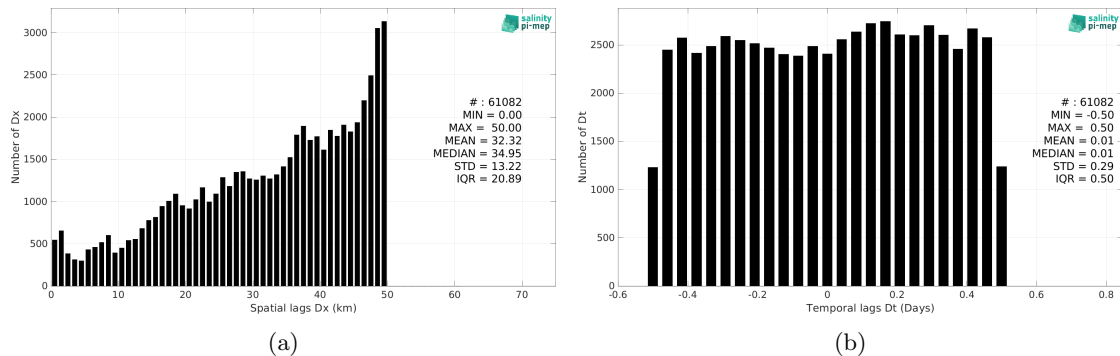 salinity
pi-mep
3000
2500
2000
1500
1000
500
0
Number of Dx
# : 61082
MIN = 0.00
MAX = 50.00
MEAN = 32.32
MEDIAN = 34.95
STD = 13.22
IQR = 20.89
0 10 20 30 40 50 60 70
Spatial lags Dx (km)
(a)
salinity
pi-mep
2500
2000
1500
1000
500
0
Number of Dt
# : 61082
MIN = -0.50
MAX = 0.50
MEAN = 0.01
MEDIAN = 0.01
STD = 0.29
IQR = 0.50
-0.6 -0.4 -0.2 0 0.2 0.4 0.6 0.8
Temporal lags Dt (Days)
(b)